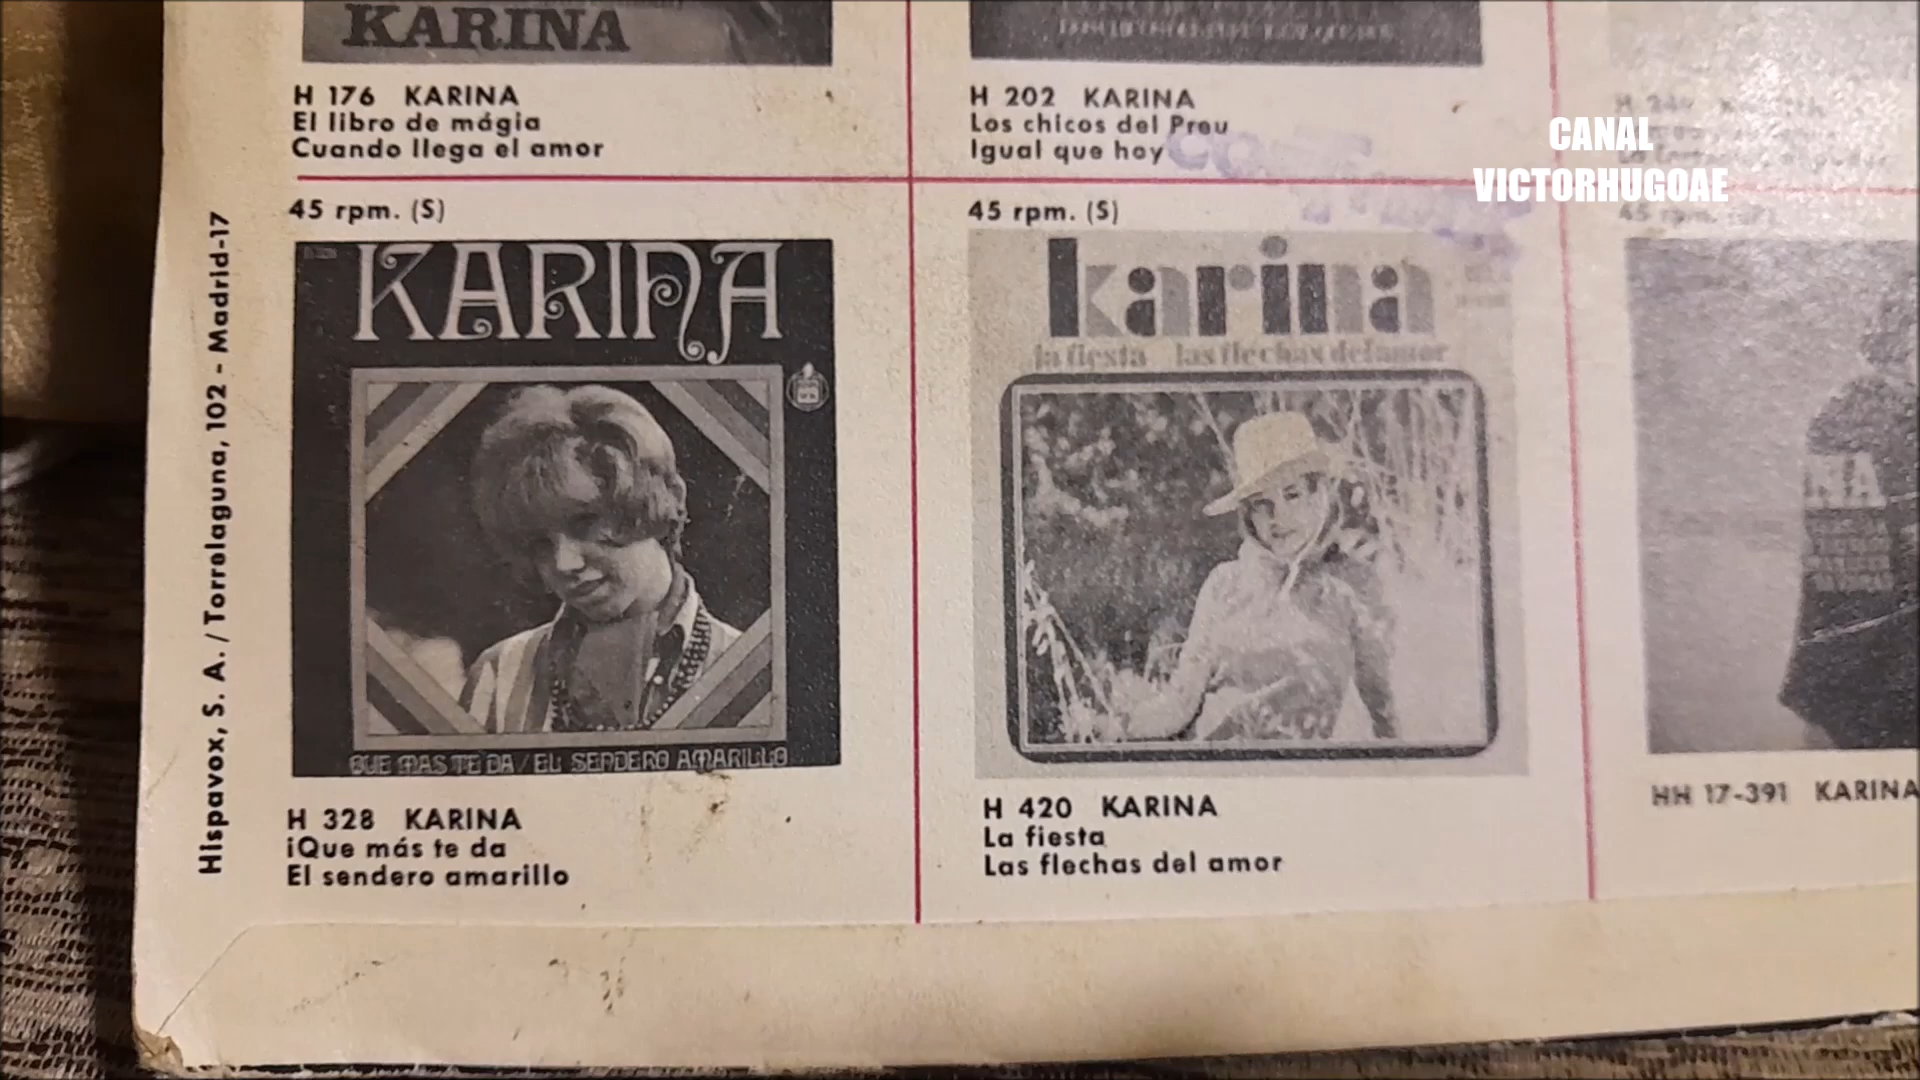 KARINA
H 176 KARINA
El libro de mágia
Cuando llega el amor
H 202 KARINA
Los chicos del Preu
Igual que hoy
CANAL
VICTORHUGOAE
45 rpm. (S)
KARINA
QUE MAS TE DA / EL SENDERO AMARILLO
H 328 KARINA
¡Que más te da
El sendero amarillo
45 rpm. (S)
karina
la fiesta las flechas del amor
H 420 KARINA
La fiesta
Las flechas del amor
45 rpm.
INA
HH 17-391 KARINA
Hispavox, S. A. / Torrelaguna, 102 - Madrid-17